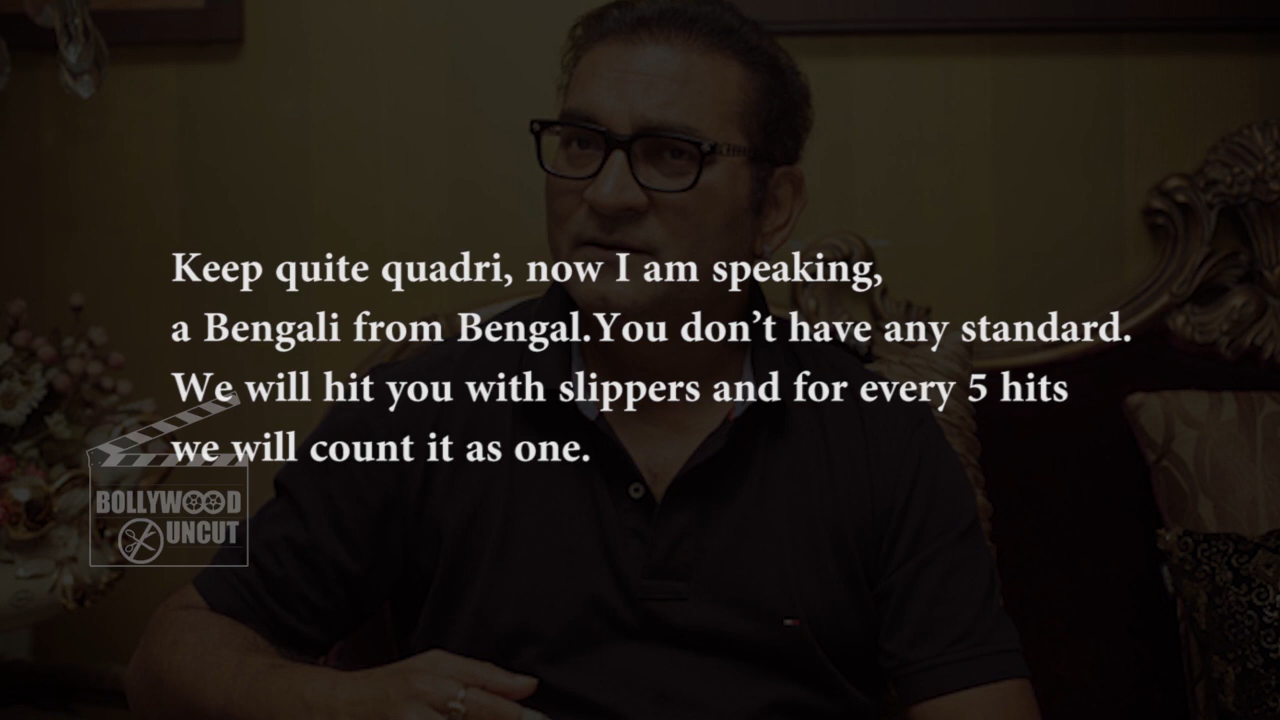 Keep quite quadri, now I am speaking,
a Bengali from Bengal.You don’t have any standard.
We will hit you with slippers and for every 5 hits
we will count it as one.
BOLLYWOOD
UNCUT